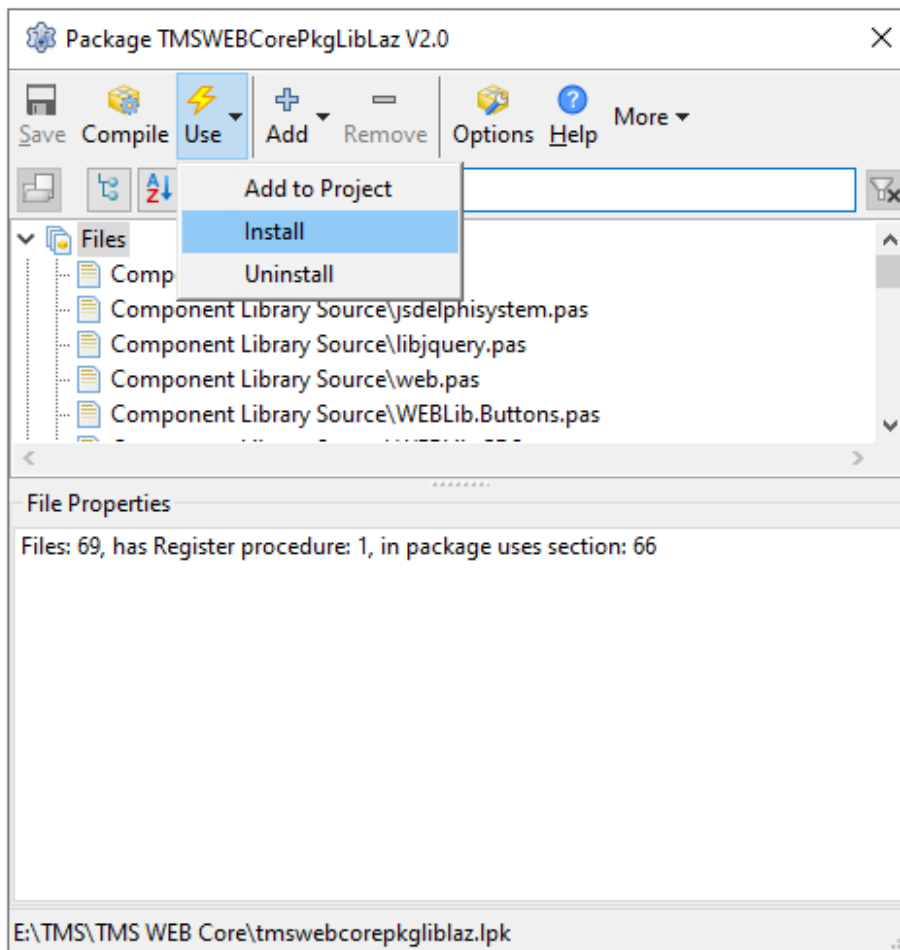 Package TMSWEBCorePkgLibLaz V2.0
Save Compile Use Add Remove Options Help More
Add to Project
Install
Uninstall
Files
Comp
Component Library Source\jsdelphisystem.pas
Component Library Source\libjquery.pas
Component Library Source\web.pas
Component Library Source\WEBLib.Buttons.pas
File Properties
Files: 69, has Register procedure: 1, in package uses section: 66
E:\TMS\TMS WEB Core\tmswebcorepkgliblaz.lpk